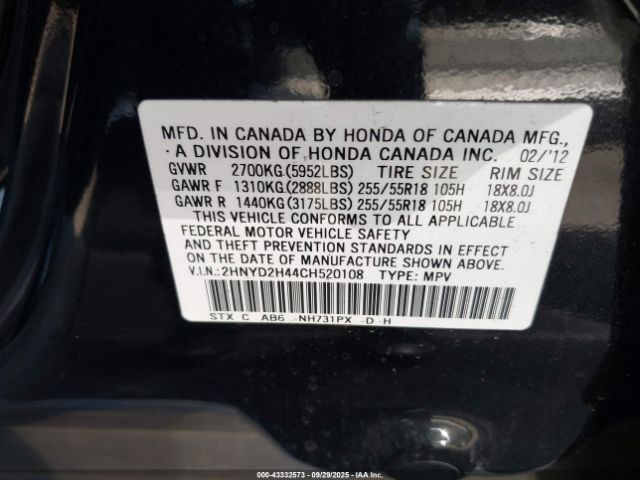 MFD. IN CANADA BY HONDA OF CANADA MFG.,
A DIVISION OF HONDA CANADA INC. 02/'12
GVWR 2700KG(5952LBS) TIRE SIZE RIM SIZE
GAWR F 1310KG(2888LBS) 255/55R18 105H 18X8.0J
GAWR R 1440KG(3175LBS) 255/55R18 105H 18X8.0J
THIS VEHICLE CONFORMS TO ALL APPLICABLE
FEDERAL MOTOR VEHICLE SAFETY
AND THEFT PREVENTION STANDARDS IN EFFECT
ON THE DATE OF MANUFACTURE SHOWN ABOVE.
V.I.N.:2HNYD2H44CH520108 TYPE: MPV
STX C AB6 -NH731PX -D-H
000-43332573 - 09/29/2025 - IAA Inc.